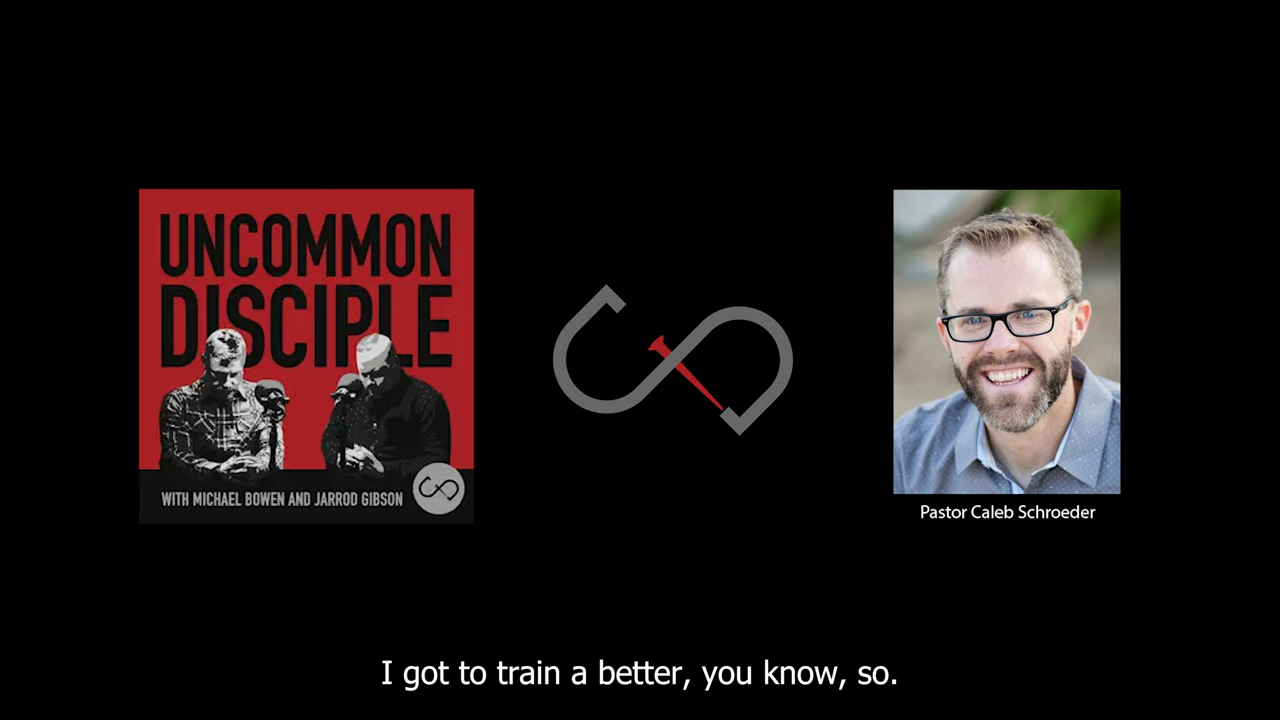 UNCOMMON
DISCIPLE
WITH MICHAEL BOWEN AND JARROD GIBSON
Pastor Caleb Schroeder
I got to train a better, you know, so.